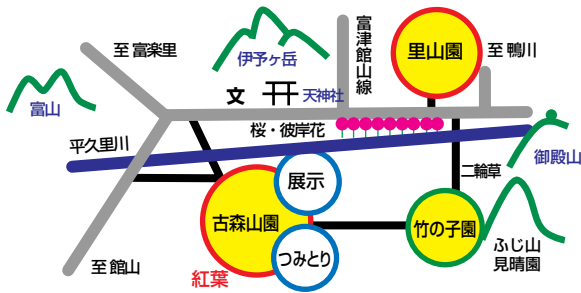 至富楽里
伊予ヶ岳
富津館山線
里山園
至鴨川
富山
文
天神社
桜・彼岸花
平久里川
御殿山
二輪草
展示
古森山園
竹の子園
つみとり
ふじ山
見晴園
至館山
紅葉